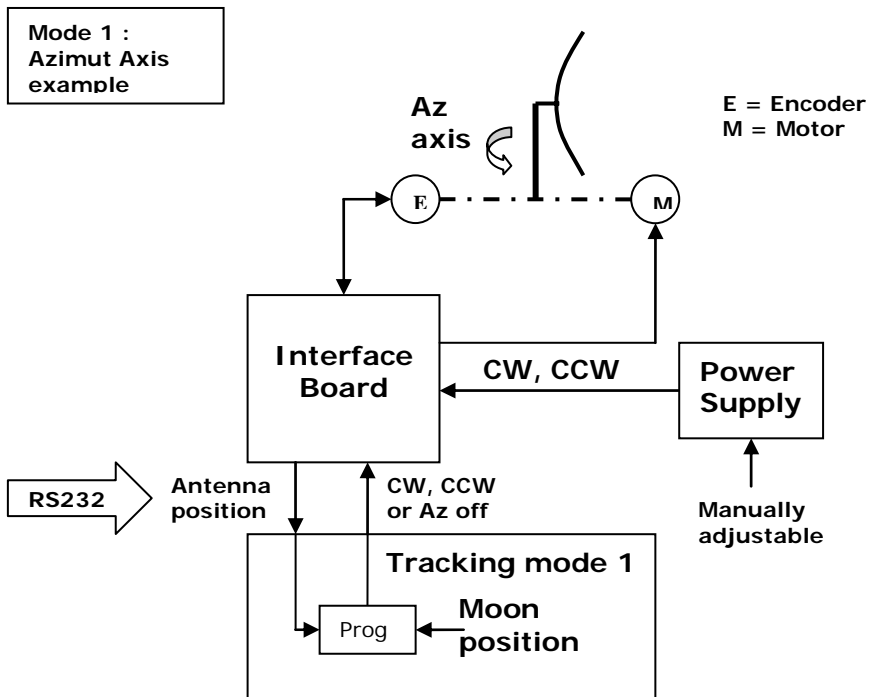 Mode 1 :
Azimut Axis
example
Az
axis
E = Encoder
M = Motor
E
M
Interface
Board
CW, CCW
Power
Supply
RS232
Antenna
position
CW, CCW
or Az off
Manually
adjustable
Tracking mode 1
Prog
Moon
position